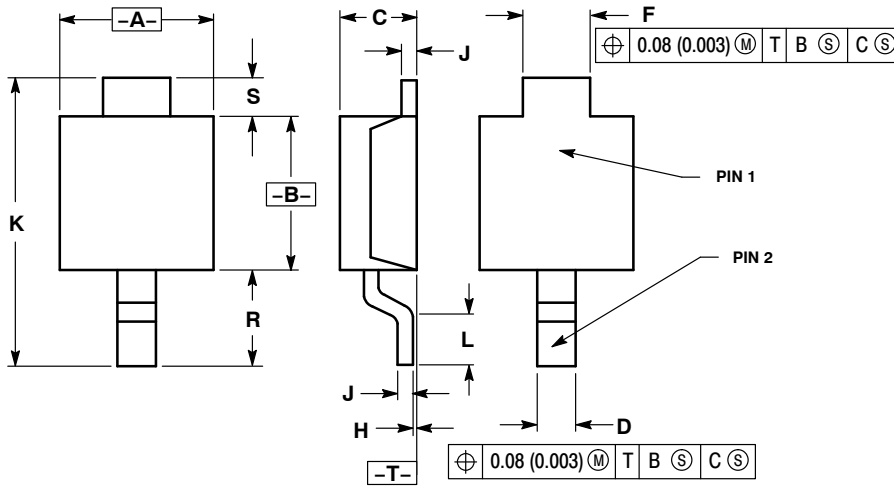 –A–
C
F
⌖ 0.08 (0.003) Ⓜ T B Ⓢ C Ⓢ
J
S
–B–
K
PIN 1
PIN 2
R
L
J
H
D
⌖ 0.08 (0.003) Ⓜ T B Ⓢ C Ⓢ
–T–